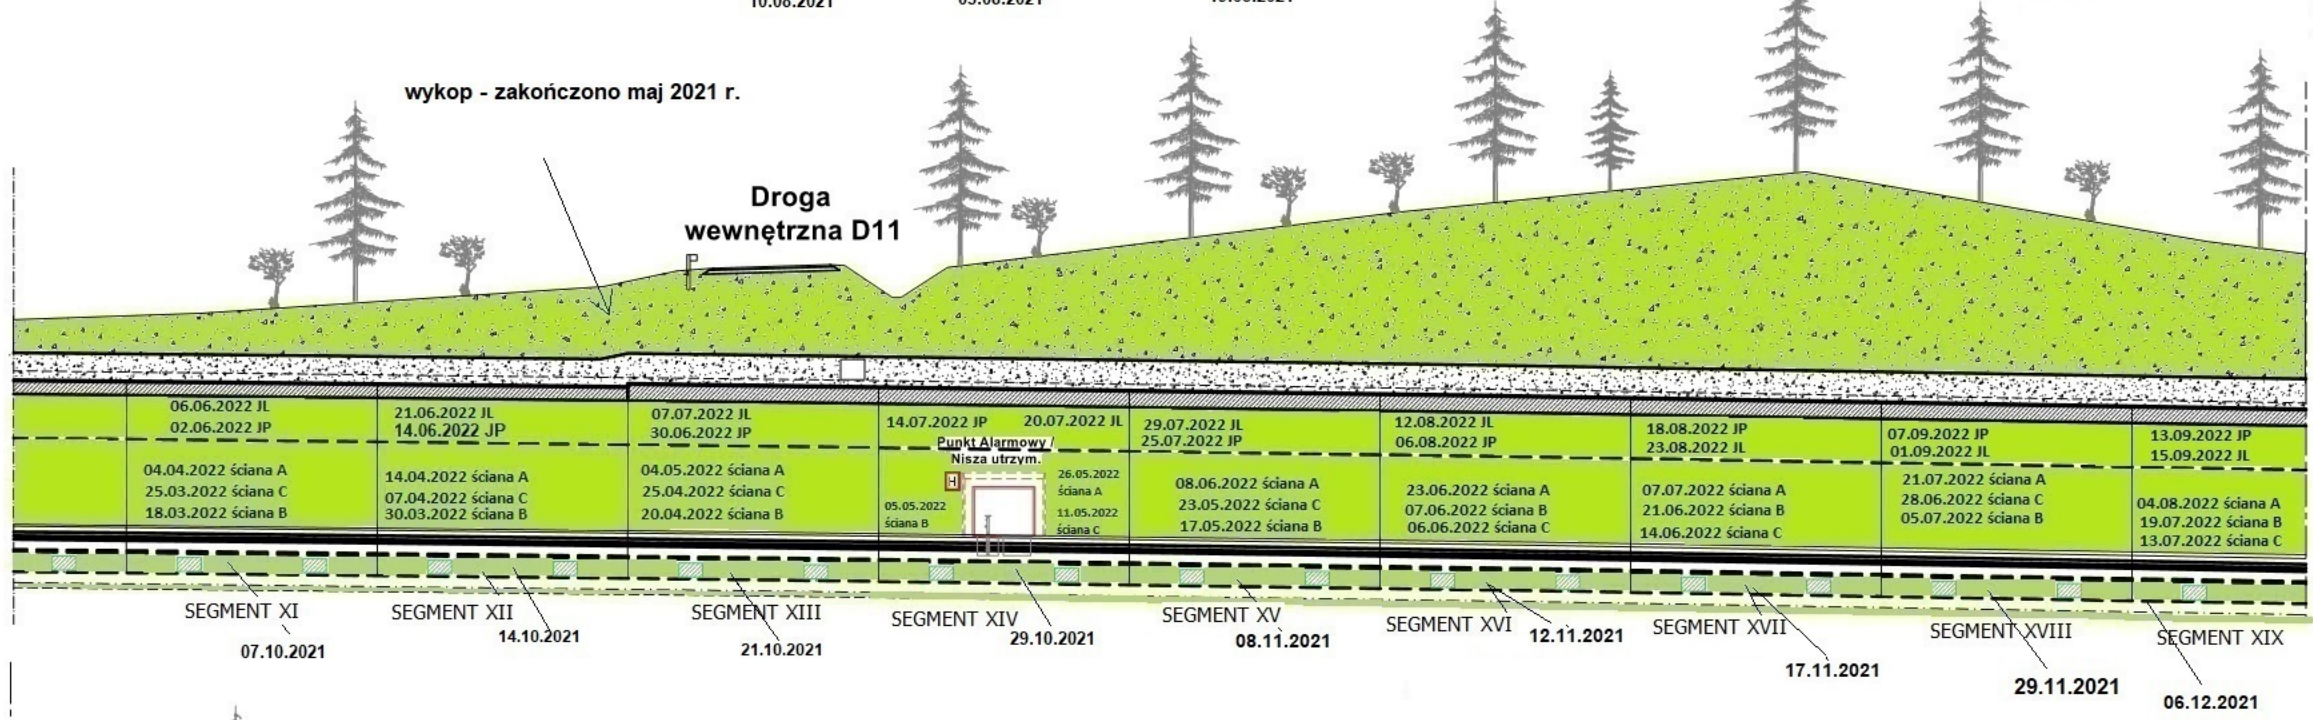 wykop - zakończono maj 2021 r.
Droga
wewnętrzna D11
06.06.2022 JL
02.06.2022 JP
04.04.2022 ściana A
25.03.2022 ściana C
18.03.2022 ściana B
21.06.2022 JL
14.06.2022 JP
14.04.2022 ściana A
07.04.2022 ściana C
30.03.2022 ściana B
07.07.2022 JL
30.06.2022 JP
04.05.2022 ściana A
25.04.2022 ściana C
20.04.2022 ściana B
14.07.2022 JP
20.07.2022 JL
Punkt Alarmowy /
Nisza utrzym.
H
05.05.2022
ściana B
26.05.2022
ściana A
11.05.2022
ściana C
29.07.2022 JL
25.07.2022 JP
08.06.2022 ściana A
23.05.2022 ściana C
17.05.2022 ściana B
12.08.2022 JL
06.08.2022 JP
23.06.2022 ściana A
07.06.2022 ściana B
06.06.2022 ściana C
18.08.2022 JP
23.08.2022 JL
07.07.2022 ściana A
21.06.2022 ściana B
14.06.2022 ściana C
07.09.2022 JP
01.09.2022 JL
21.07.2022 ściana A
28.06.2022 ściana C
05.07.2022 ściana B
13.09.2022 JP
15.09.2022 JL
04.08.2022 ściana A
19.07.2022 ściana B
13.07.2022 ściana C
SEGMENT XI
07.10.2021
SEGMENT XII
14.10.2021
SEGMENT XIII
21.10.2021
SEGMENT XIV
29.10.2021
SEGMENT XV
08.11.2021
SEGMENT XVI
12.11.2021
SEGMENT XVII
17.11.2021
SEGMENT XVIII
29.11.2021
SEGMENT XIX
06.12.2021